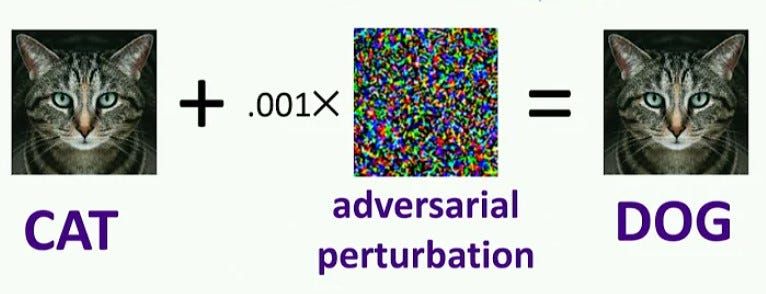 + .001× =
CAT
adversarial
perturbation
DOG